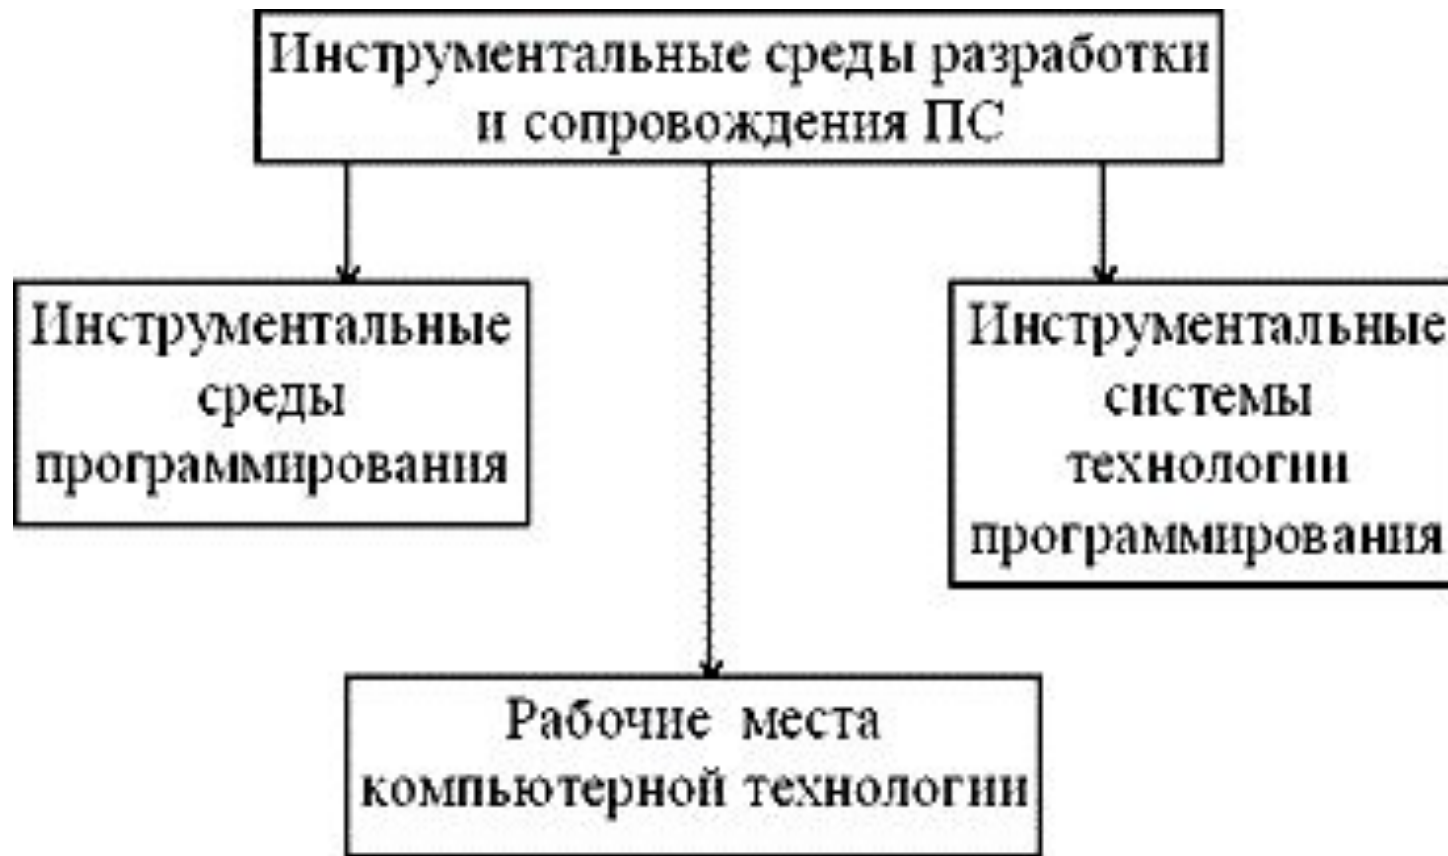 Инструментальные среды разработки
и сопровождения ПС
Инструментальные
среды
программирования
Инструментальные
системы
технологии
программирования
Рабочие места
компьютерной технологии